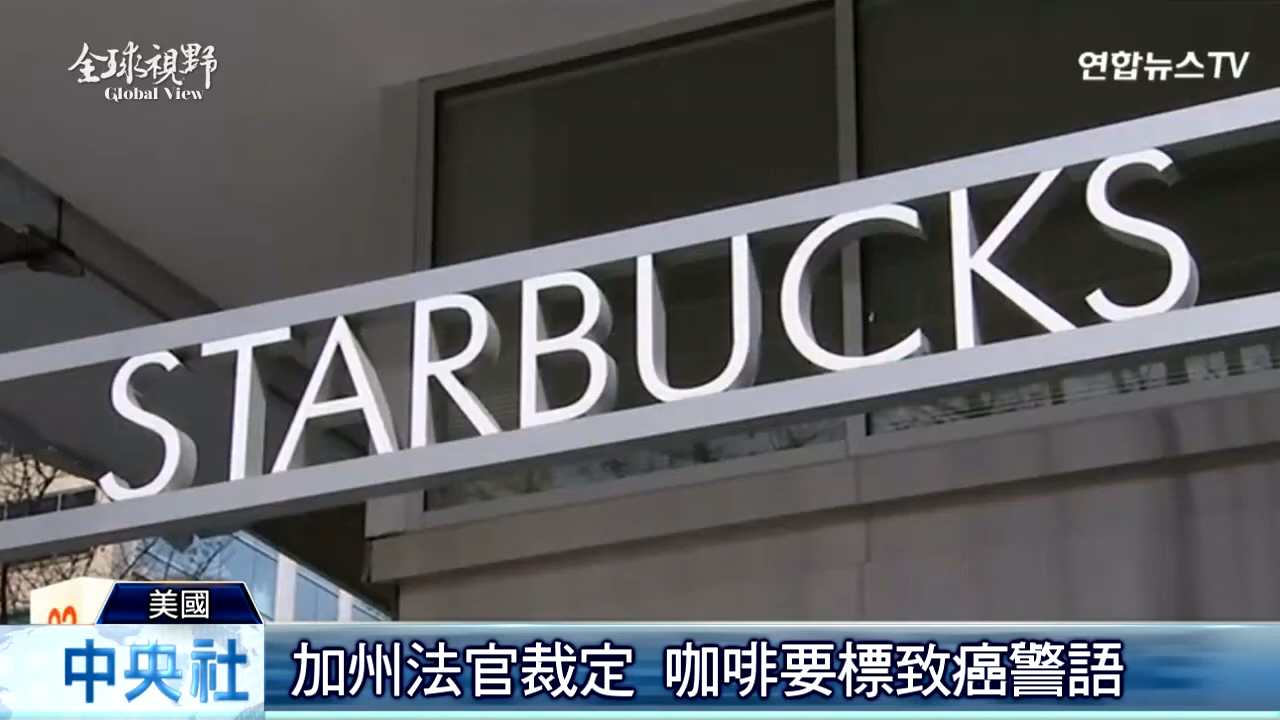 全球視野
Global View
연합뉴스TV
STARBUCKS
美國
中央社
加州法官裁定 咖啡要標致癌警語